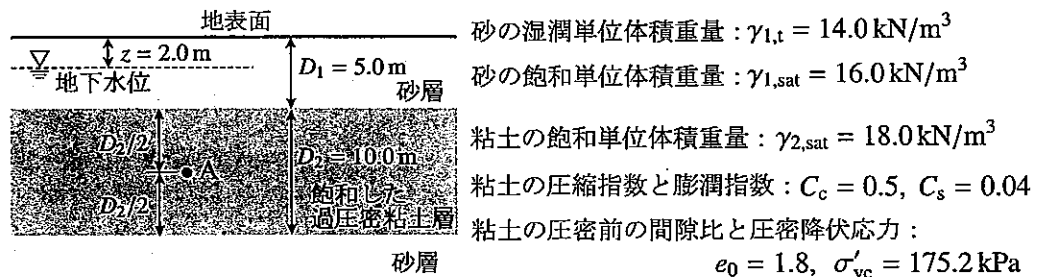 地表面
z = 2.0 m
地下水位
D₁ = 5.0 m
砂層
D₂/2
A
D₂/2
D₂ = 10.0 m
飽和した
過圧密粘土層
砂層
砂の湿潤単位体積重量：γ₁,t = 14.0 kN/m³
砂の飽和単位体積重量：γ₁,sat = 16.0 kN/m³
粘土の飽和単位体積重量：γ₂,sat = 18.0 kN/m³
粘土の圧縮指数と膨潤指数：Cc = 0.5, Cs = 0.04
粘土の圧密前の間隙比と圧密降伏応力：
e₀ = 1.8, σ′vc = 175.2 kPa